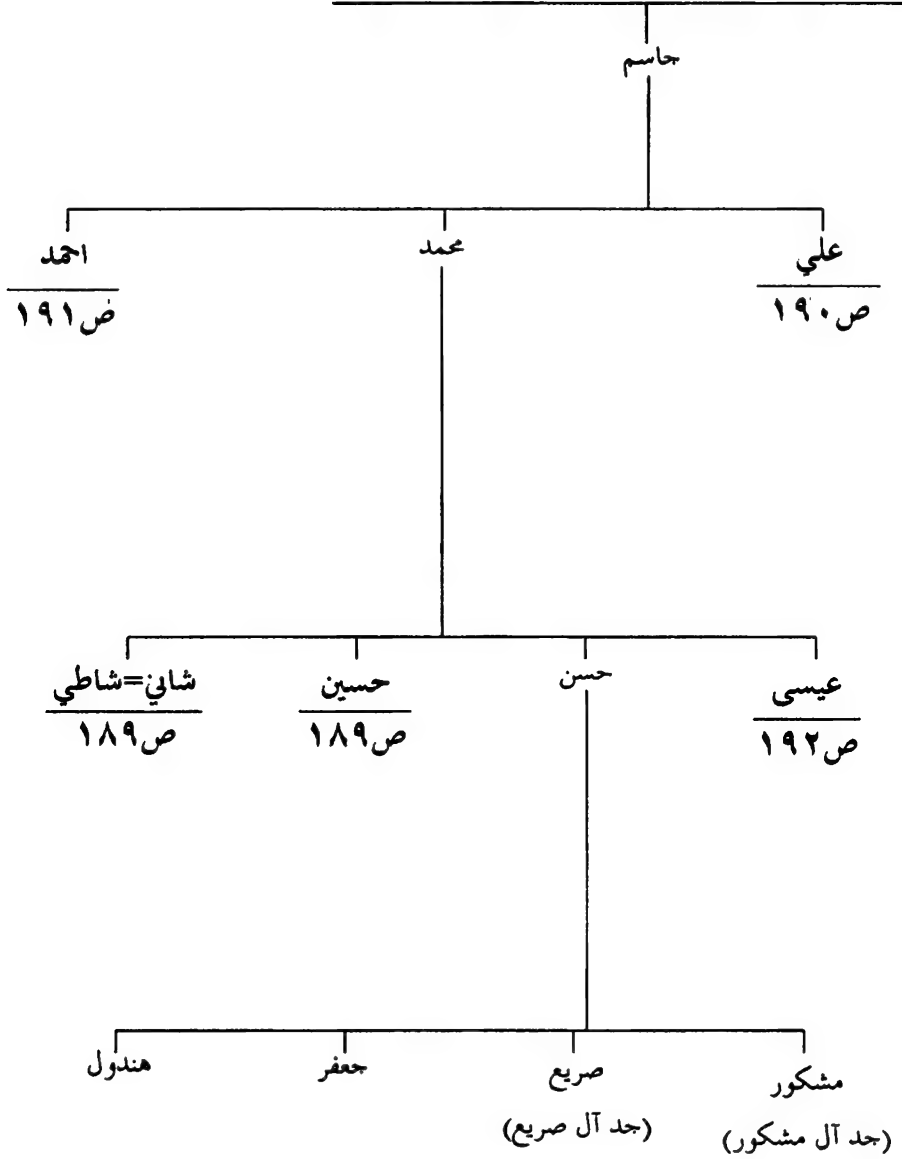 جاسم
علي
ص١٩٠
محمد
احمد
ص١٩١
عيسى
ص١٩٢
حسن
حسين
ص١٨٩
شاني=شاطي
ص١٨٩
مشكور
(جد آل مشكور)
صريع
(جد آل صريع)
جعفر
هندول